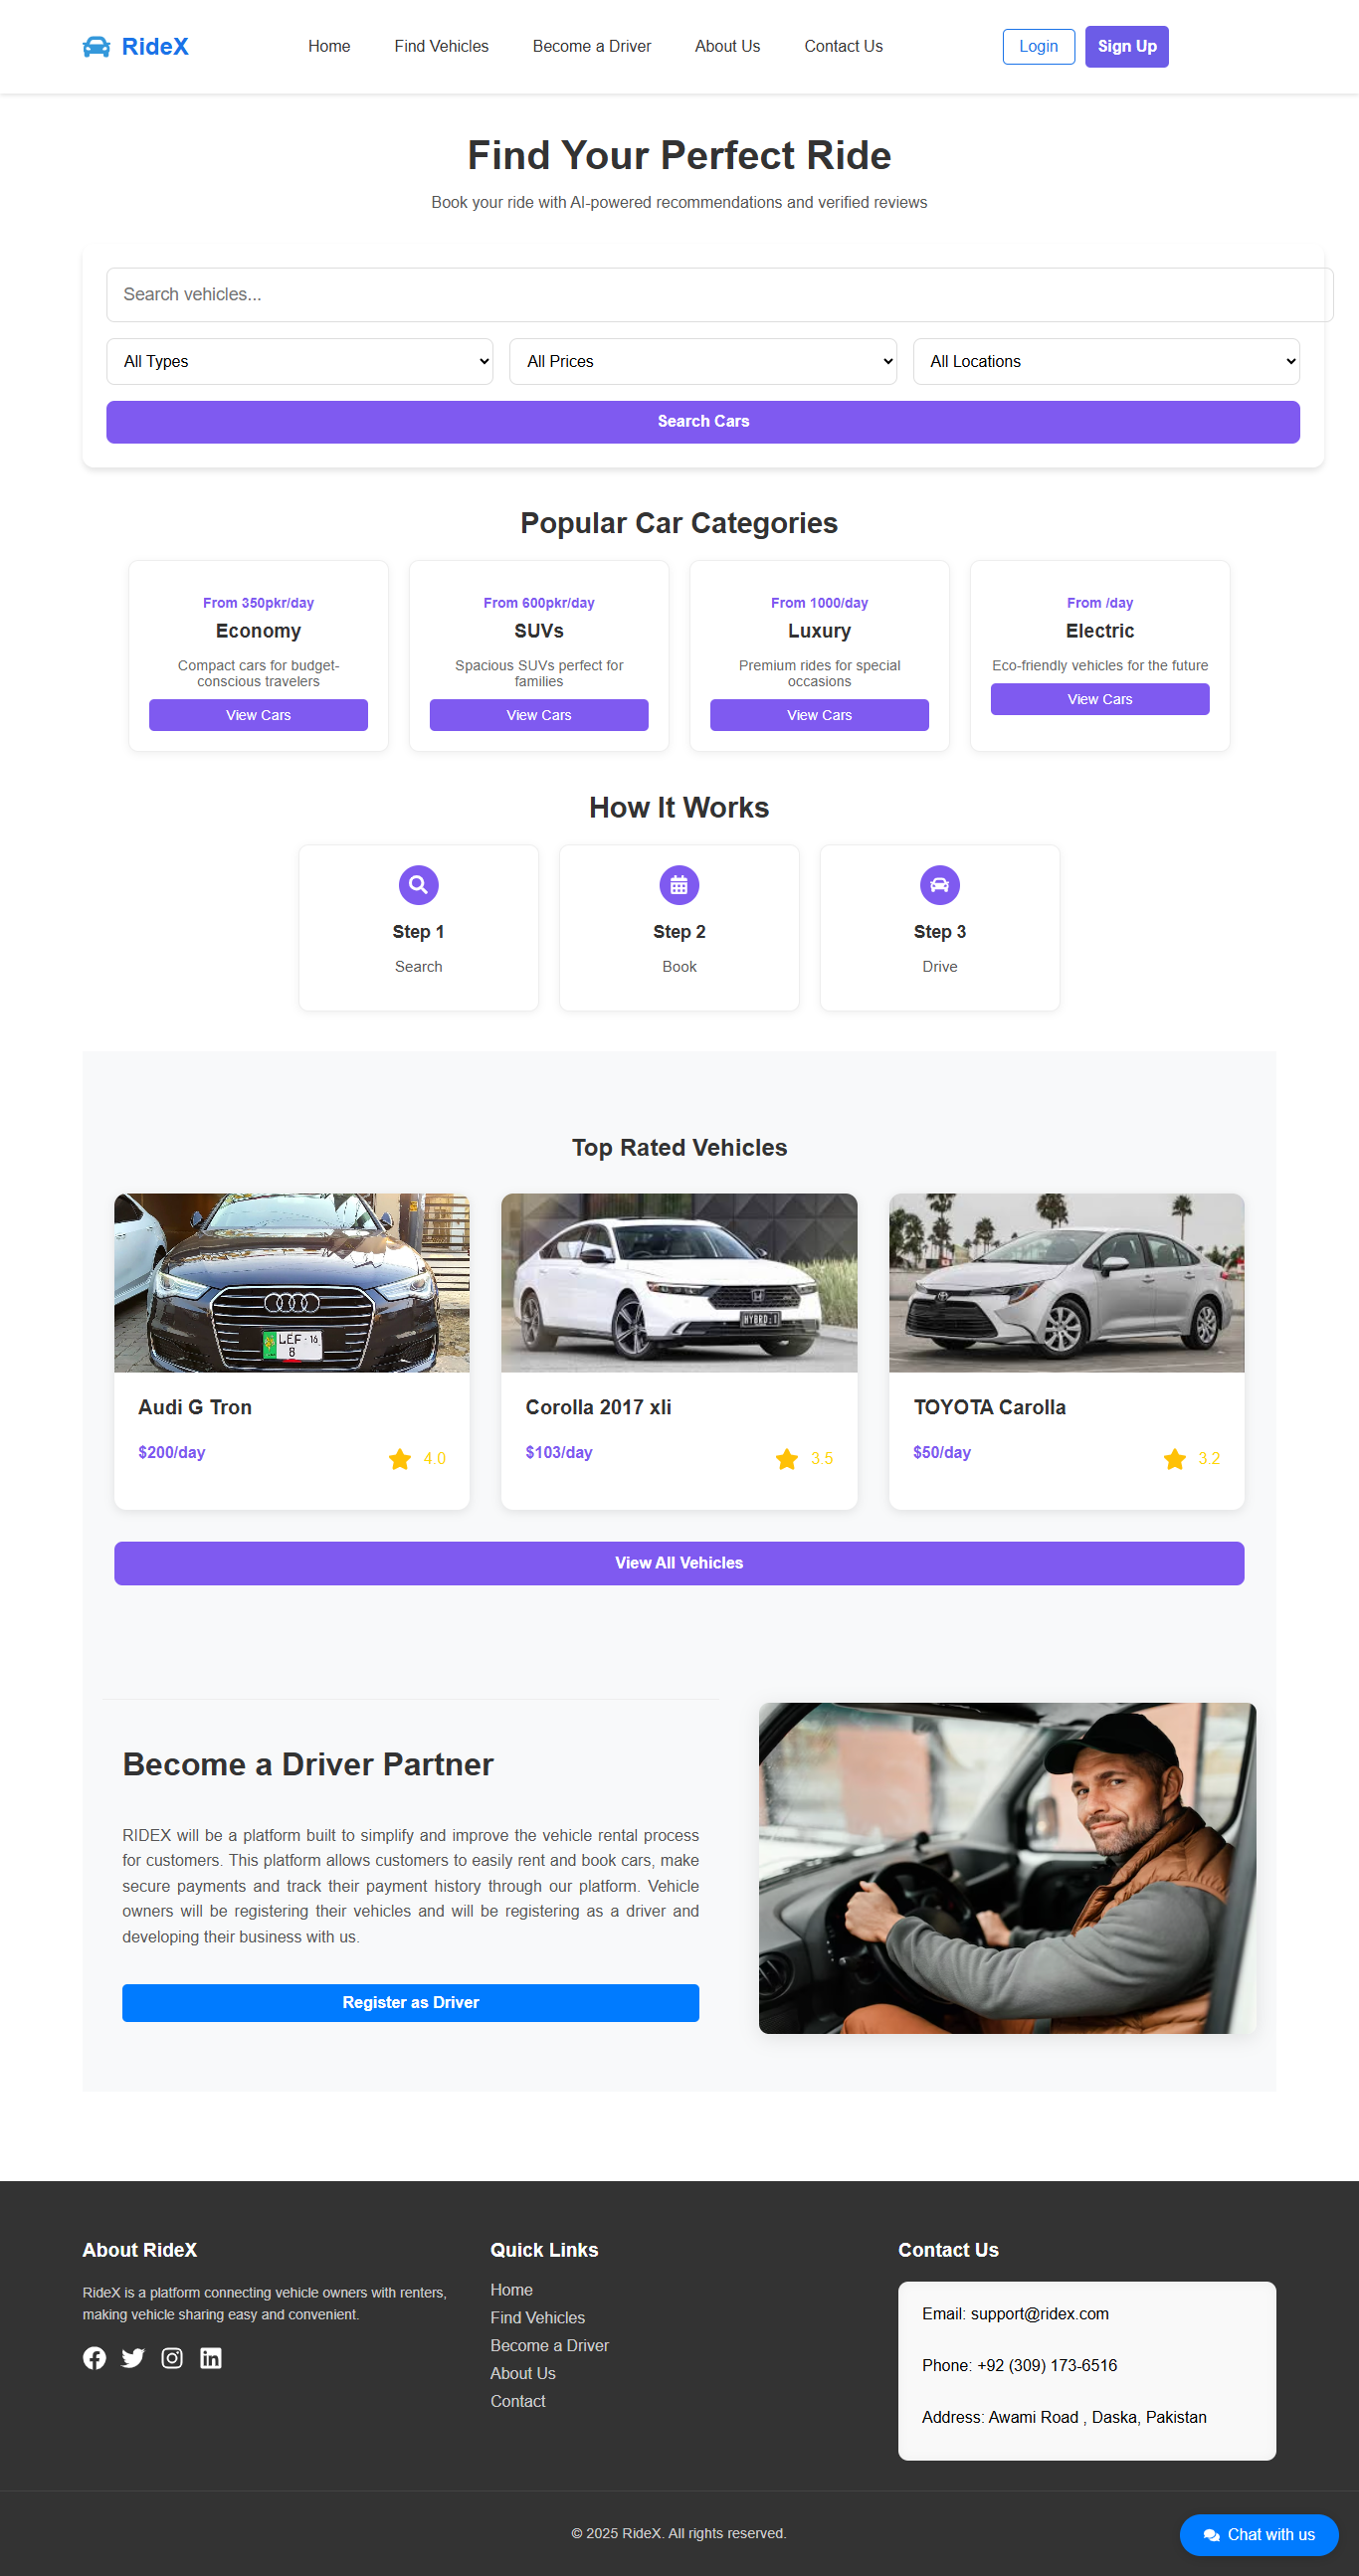 RideX
Home
Find Vehicles
Become a Driver
About Us
Contact Us
Login
Sign Up
Find Your Perfect Ride
Book your ride with AI-powered recommendations and verified reviews
Search vehicles...
All Types
All Prices
All Locations
Search Cars
Popular Car Categories
From 350pkr/day
Economy
Compact cars for budget-
conscious travelers
View Cars
From 600pkr/day
SUVs
Spacious SUVs perfect for
families
View Cars
From 1000/day
Luxury
Premium rides for special
occasions
View Cars
From /day
Electric
Eco-friendly vehicles for the future
View Cars
How It Works
Step 1
Search
Step 2
Book
Step 3
Drive
Top Rated Vehicles
LEF-16
8
Audi G Tron
$200/day
4.0
HYBRD:I
Corolla 2017 xli
$103/day
3.5
TOYOTA Carolla
$50/day
3.2
View All Vehicles
Become a Driver Partner
RIDEX will be a platform built to simplify and improve the vehicle rental process
for customers. This platform allows customers to easily rent and book cars, make
secure payments and track their payment history through our platform. Vehicle
owners will be registering their vehicles and will be registering as a driver and
developing their business with us.
Register as Driver
About RideX
RideX is a platform connecting vehicle owners with renters,
making vehicle sharing easy and convenient.
Quick Links
Home
Find Vehicles
Become a Driver
About Us
Contact
Contact Us
Email: support@ridex.com
Phone: +92 (309) 173-6516
Address: Awami Road , Daska, Pakistan
© 2025 RideX. All rights reserved.
Chat with us